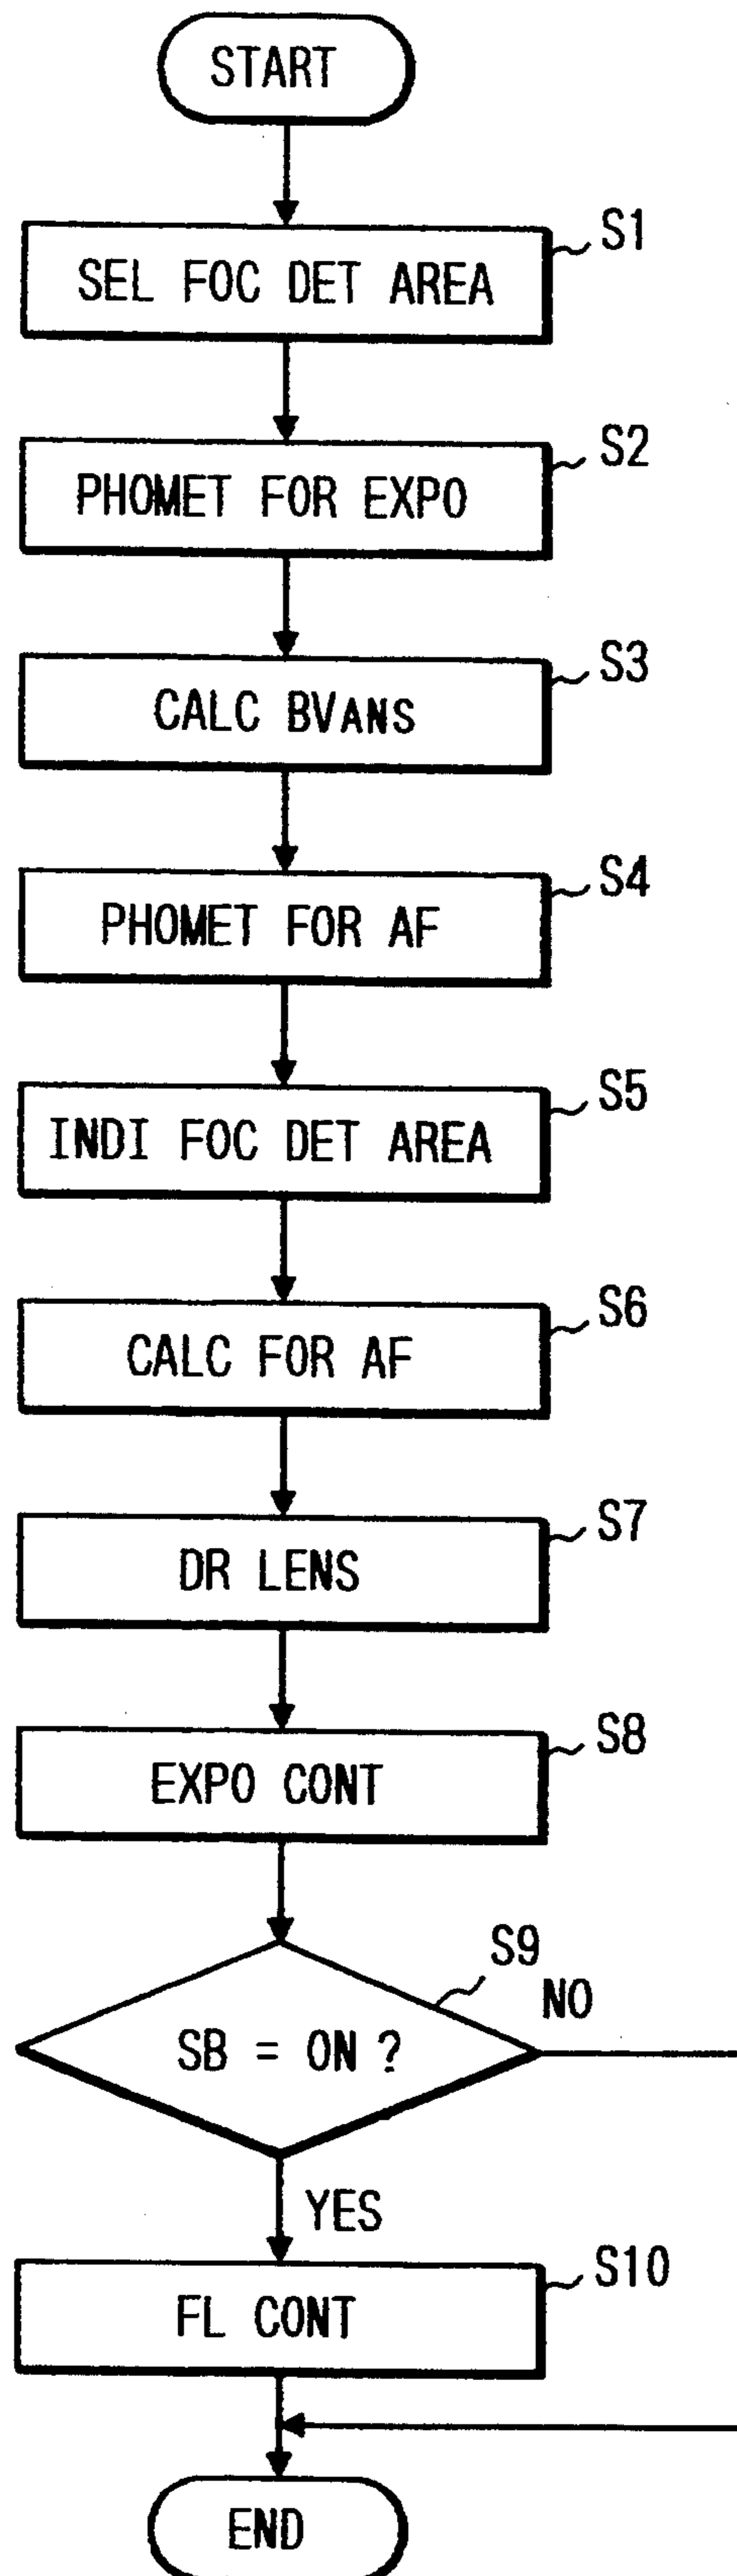 START
S1
SEL FOC DET AREA
S2
PHOMET FOR EXPO
S3
CALC BVANS
S4
PHOMET FOR AF
S5
INDI FOC DET AREA
S6
CALC FOR AF
S7
DR LENS
S8
EXPO CONT
S9
NO
SB = ON ?
YES
S10
FL CONT
END